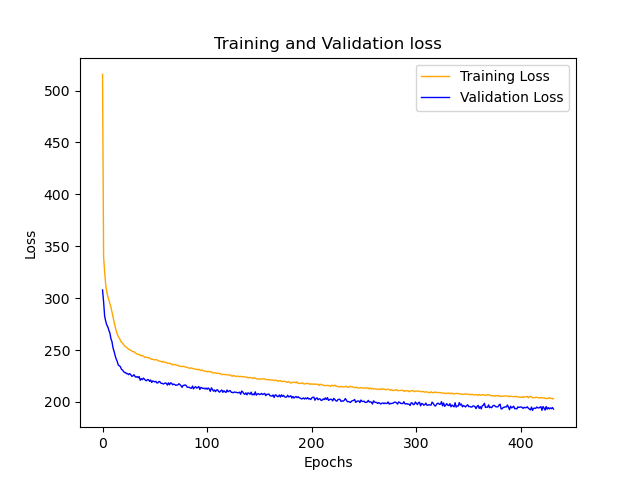 Training and Validation loss
Training Loss
Validation Loss
500
450
400
350
300
250
200
Loss
0 100 200 300 400
Epochs